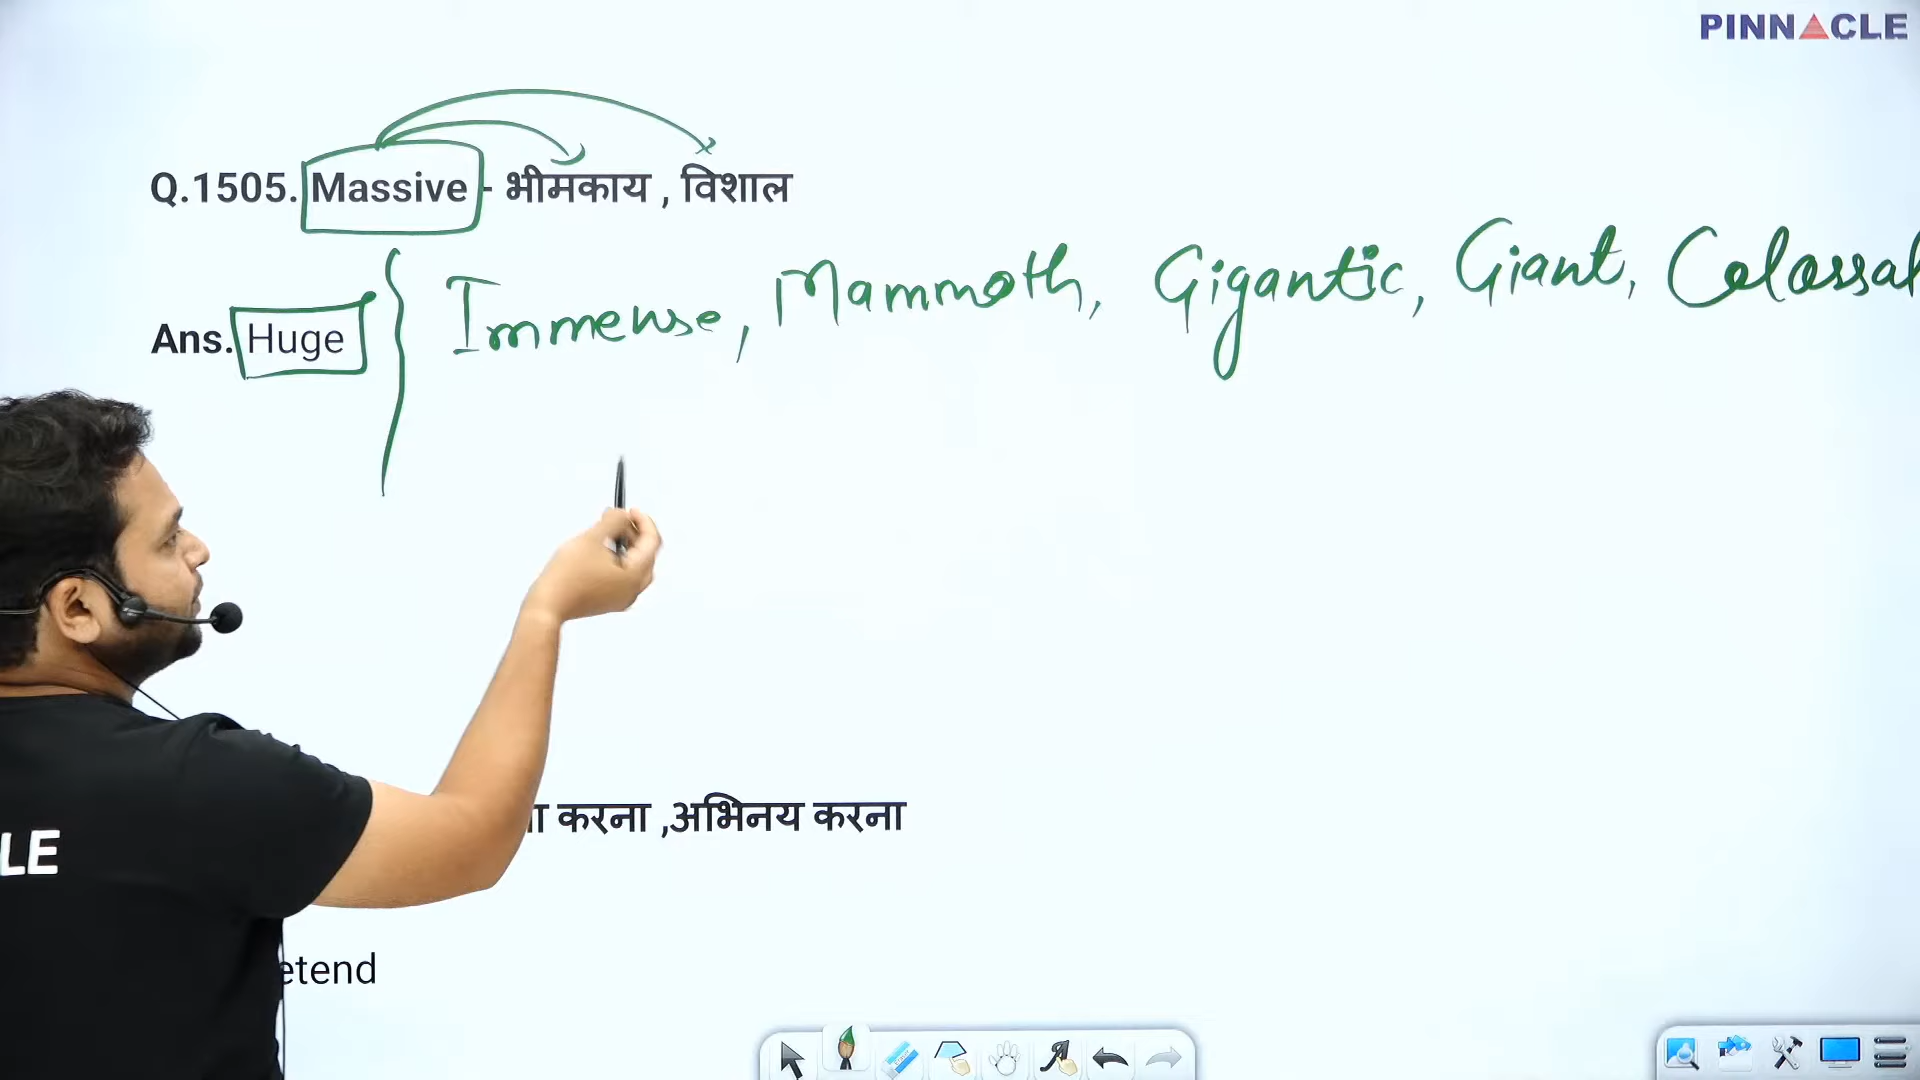 PINNACLE
Q.1505. Massive - भीमकाय , विशाल
Immense, Mammoth, Gigantic, Giant, Colossal
Ans. Huge
करना ,अभिनय करना
LE
etend